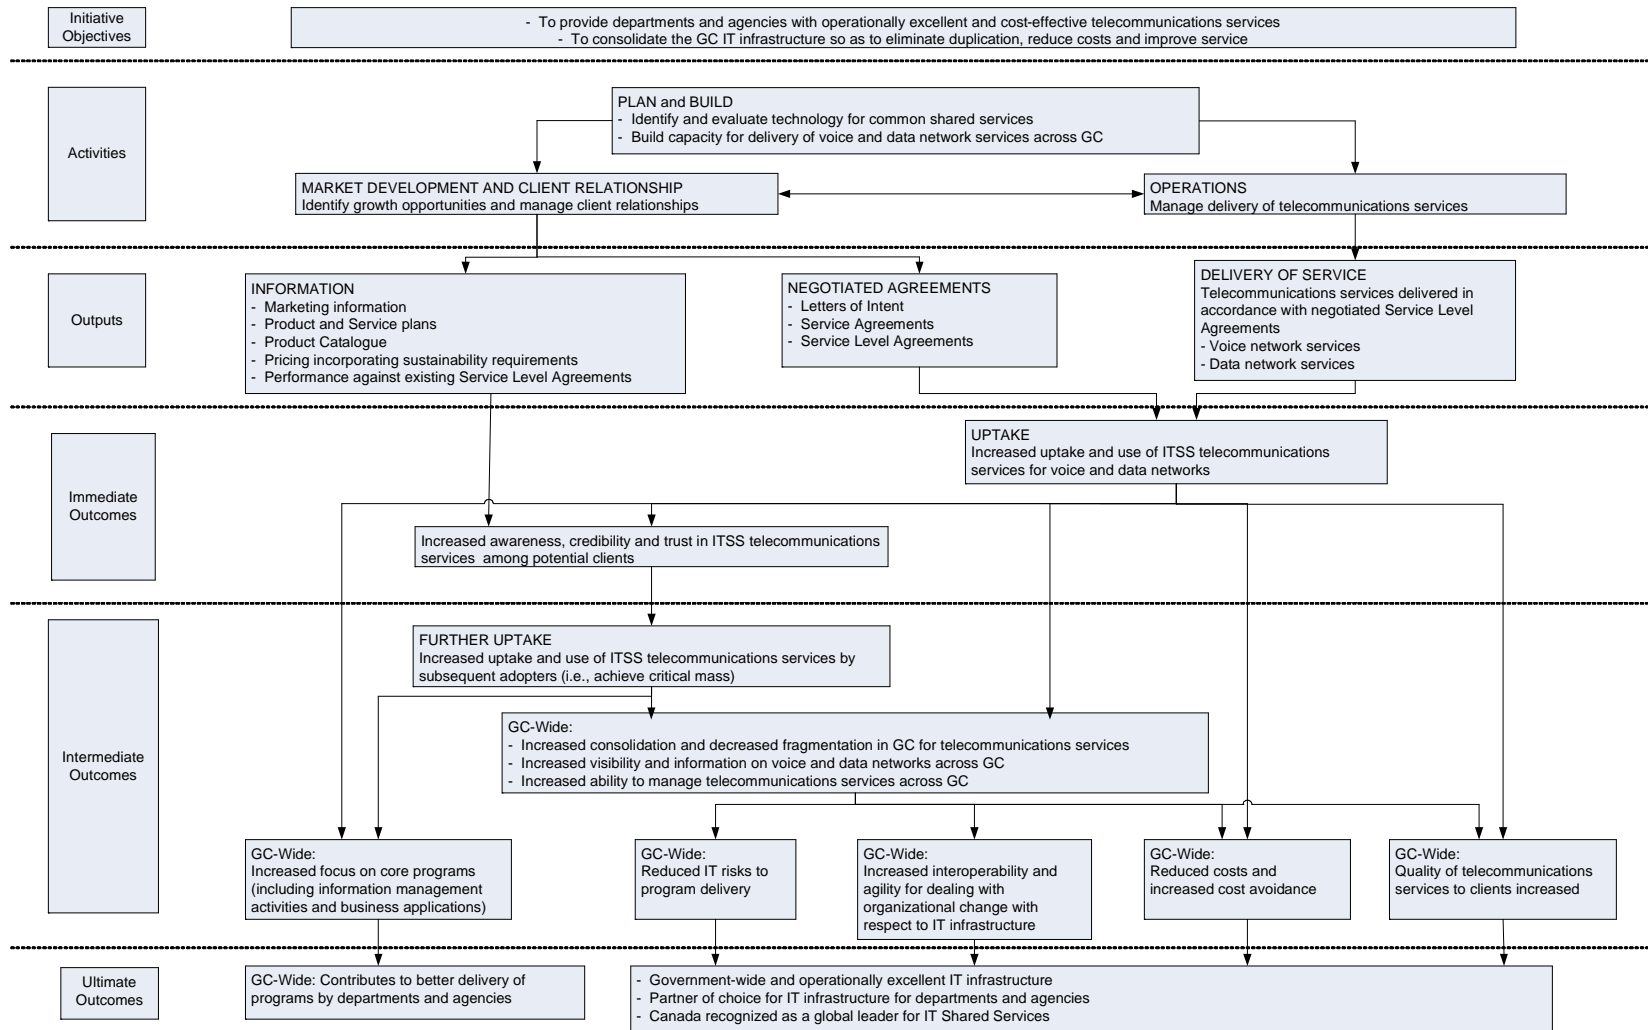 Initiative
Objectives
- To provide departments and agencies with operationally excellent and cost-effective telecommunications services
- To consolidate the GC IT infrastructure so as to eliminate duplication, reduce costs and improve service
Activities
PLAN and BUILD
- Identify and evaluate technology for common shared services
- Build capacity for delivery of voice and data network services across GC
MARKET DEVELOPMENT AND CLIENT RELATIONSHIP
Identify growth opportunities and manage client relationships
OPERATIONS
Manage delivery of telecommunications services
Outputs
INFORMATION
- Marketing information
- Product and Service plans
- Product Catalogue
- Pricing incorporating sustainability requirements
- Performance against existing Service Level Agreements
NEGOTIATED AGREEMENTS
- Letters of Intent
- Service Agreements
- Service Level Agreements
DELIVERY OF SERVICE
Telecommunications services delivered in
accordance with negotiated Service Level
Agreements
- Voice network services
- Data network services
Immediate
Outcomes
UPTAKE
Increased uptake and use of ITSS telecommunications
services for voice and data networks
Increased awareness, credibility and trust in ITSS telecommunications
services among potential clients
Intermediate
Outcomes
FURTHER UPTAKE
Increased uptake and use of ITSS telecommunications services by
subsequent adopters (i.e., achieve critical mass)
GC-Wide:
- Increased consolidation and decreased fragmentation in GC for telecommunications services
- Increased visibility and information on voice and data networks across GC
- Increased ability to manage telecommunications services across GC
GC-Wide:
Increased focus on core programs
(including information management
activities and business applications)
GC-Wide:
Reduced IT risks to
program delivery
GC-Wide:
Increased interoperability and
agility for dealing with
organizational change with
respect to IT infrastructure
GC-Wide:
Reduced costs and
increased cost avoidance
GC-Wide:
Quality of telecommunications
services to clients increased
Ultimate
Outcomes
GC-Wide: Contributes to better delivery of
programs by departments and agencies
- Government-wide and operationally excellent IT infrastructure
- Partner of choice for IT infrastructure for departments and agencies
- Canada recognized as a global leader for IT Shared Services